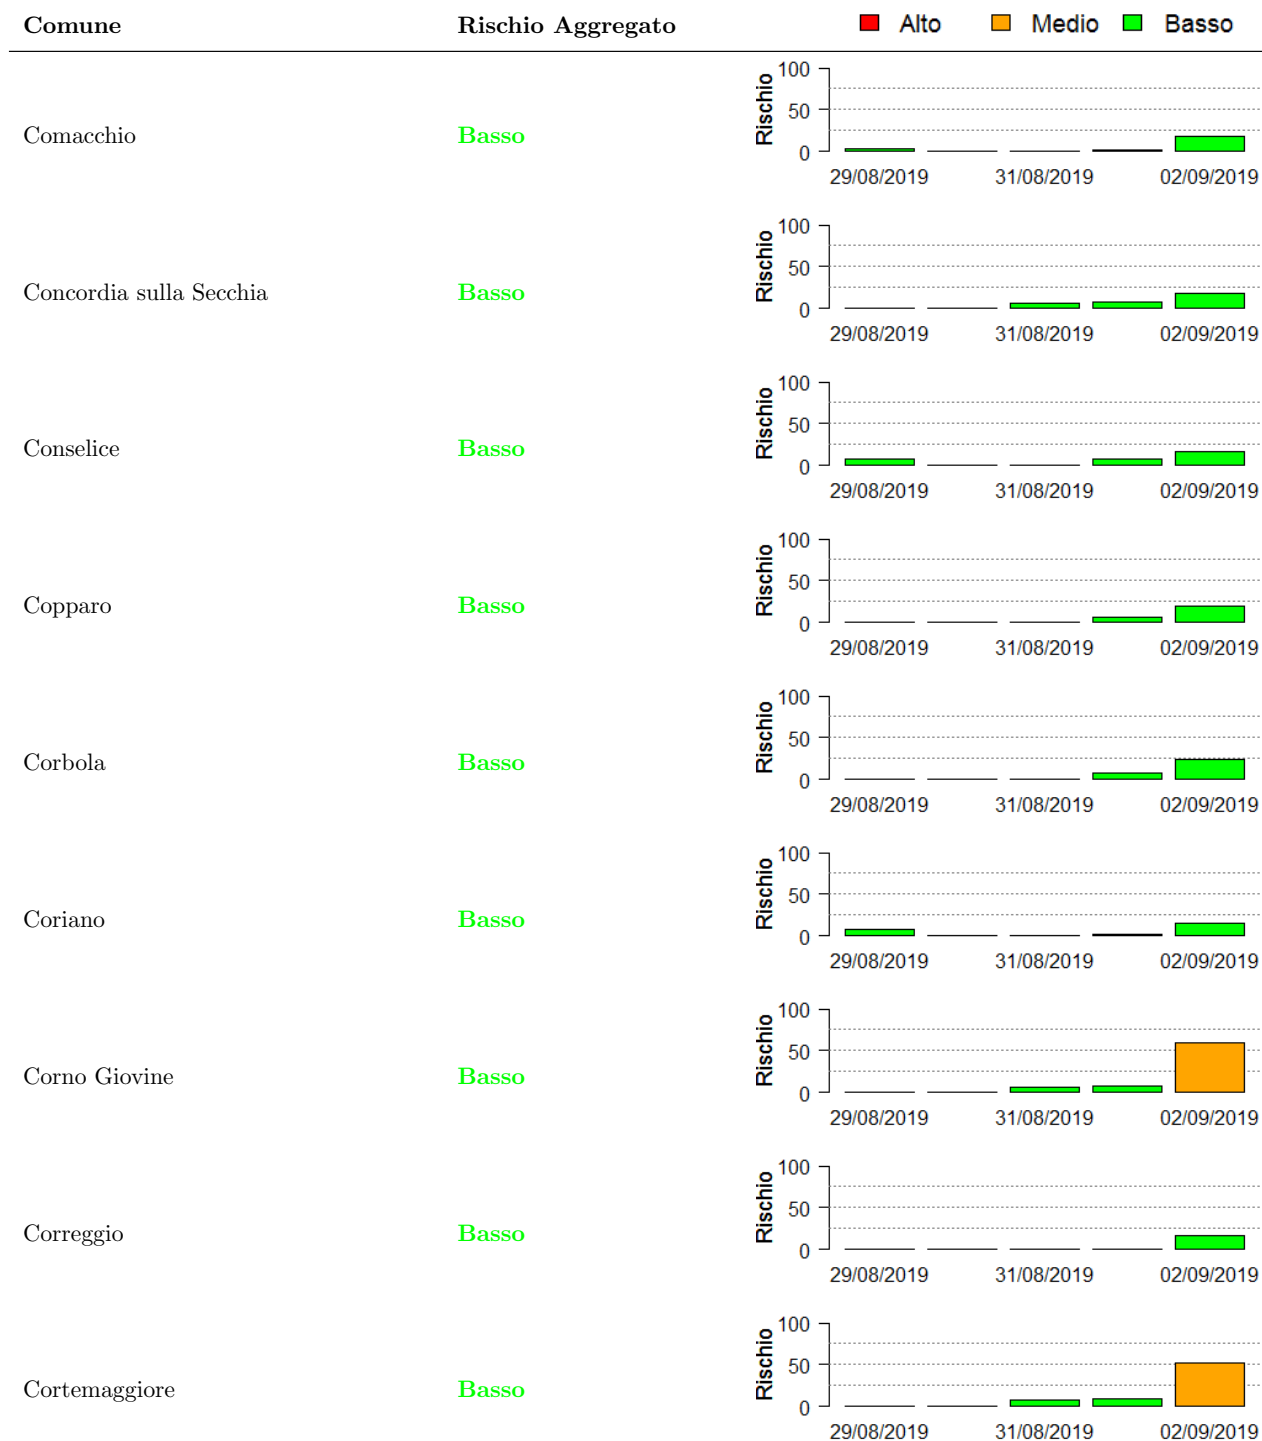 Comune Rischio Aggregato Alto Medio Basso
Comacchio Basso Rischio 100 50 0
29/08/2019 31/08/2019 02/09/2019
Concordia sulla Secchia Basso Rischio 100 50 0
29/08/2019 31/08/2019 02/09/2019
Conselice Basso Rischio 100 50 0
29/08/2019 31/08/2019 02/09/2019
Copparo Basso Rischio 100 50 0
29/08/2019 31/08/2019 02/09/2019
Corbola Basso Rischio 100 50 0
29/08/2019 31/08/2019 02/09/2019
Coriano Basso Rischio 100 50 0
29/08/2019 31/08/2019 02/09/2019
Corno Giovine Basso Rischio 100 50 0
29/08/2019 31/08/2019 02/09/2019
Correggio Basso Rischio 100 50 0
29/08/2019 31/08/2019 02/09/2019
Cortemaggiore Basso Rischio 100 50 0
29/08/2019 31/08/2019 02/09/2019